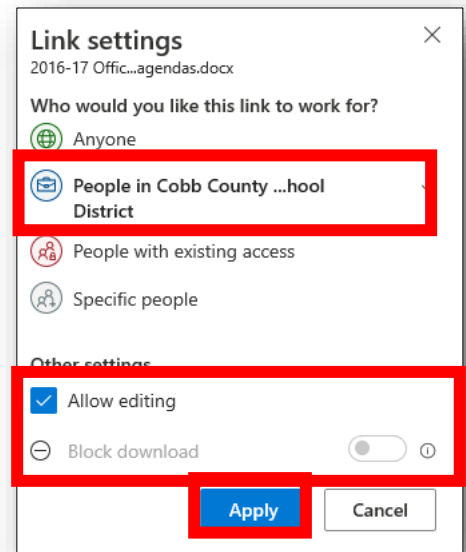 Link settings
2016-17 Offic...agendas.docx
Who would you like this link to work for?
Anyone
People in Cobb County ...hool
District
People with existing access
Specific people
Other settings
Allow editing
Block download
Apply
Cancel